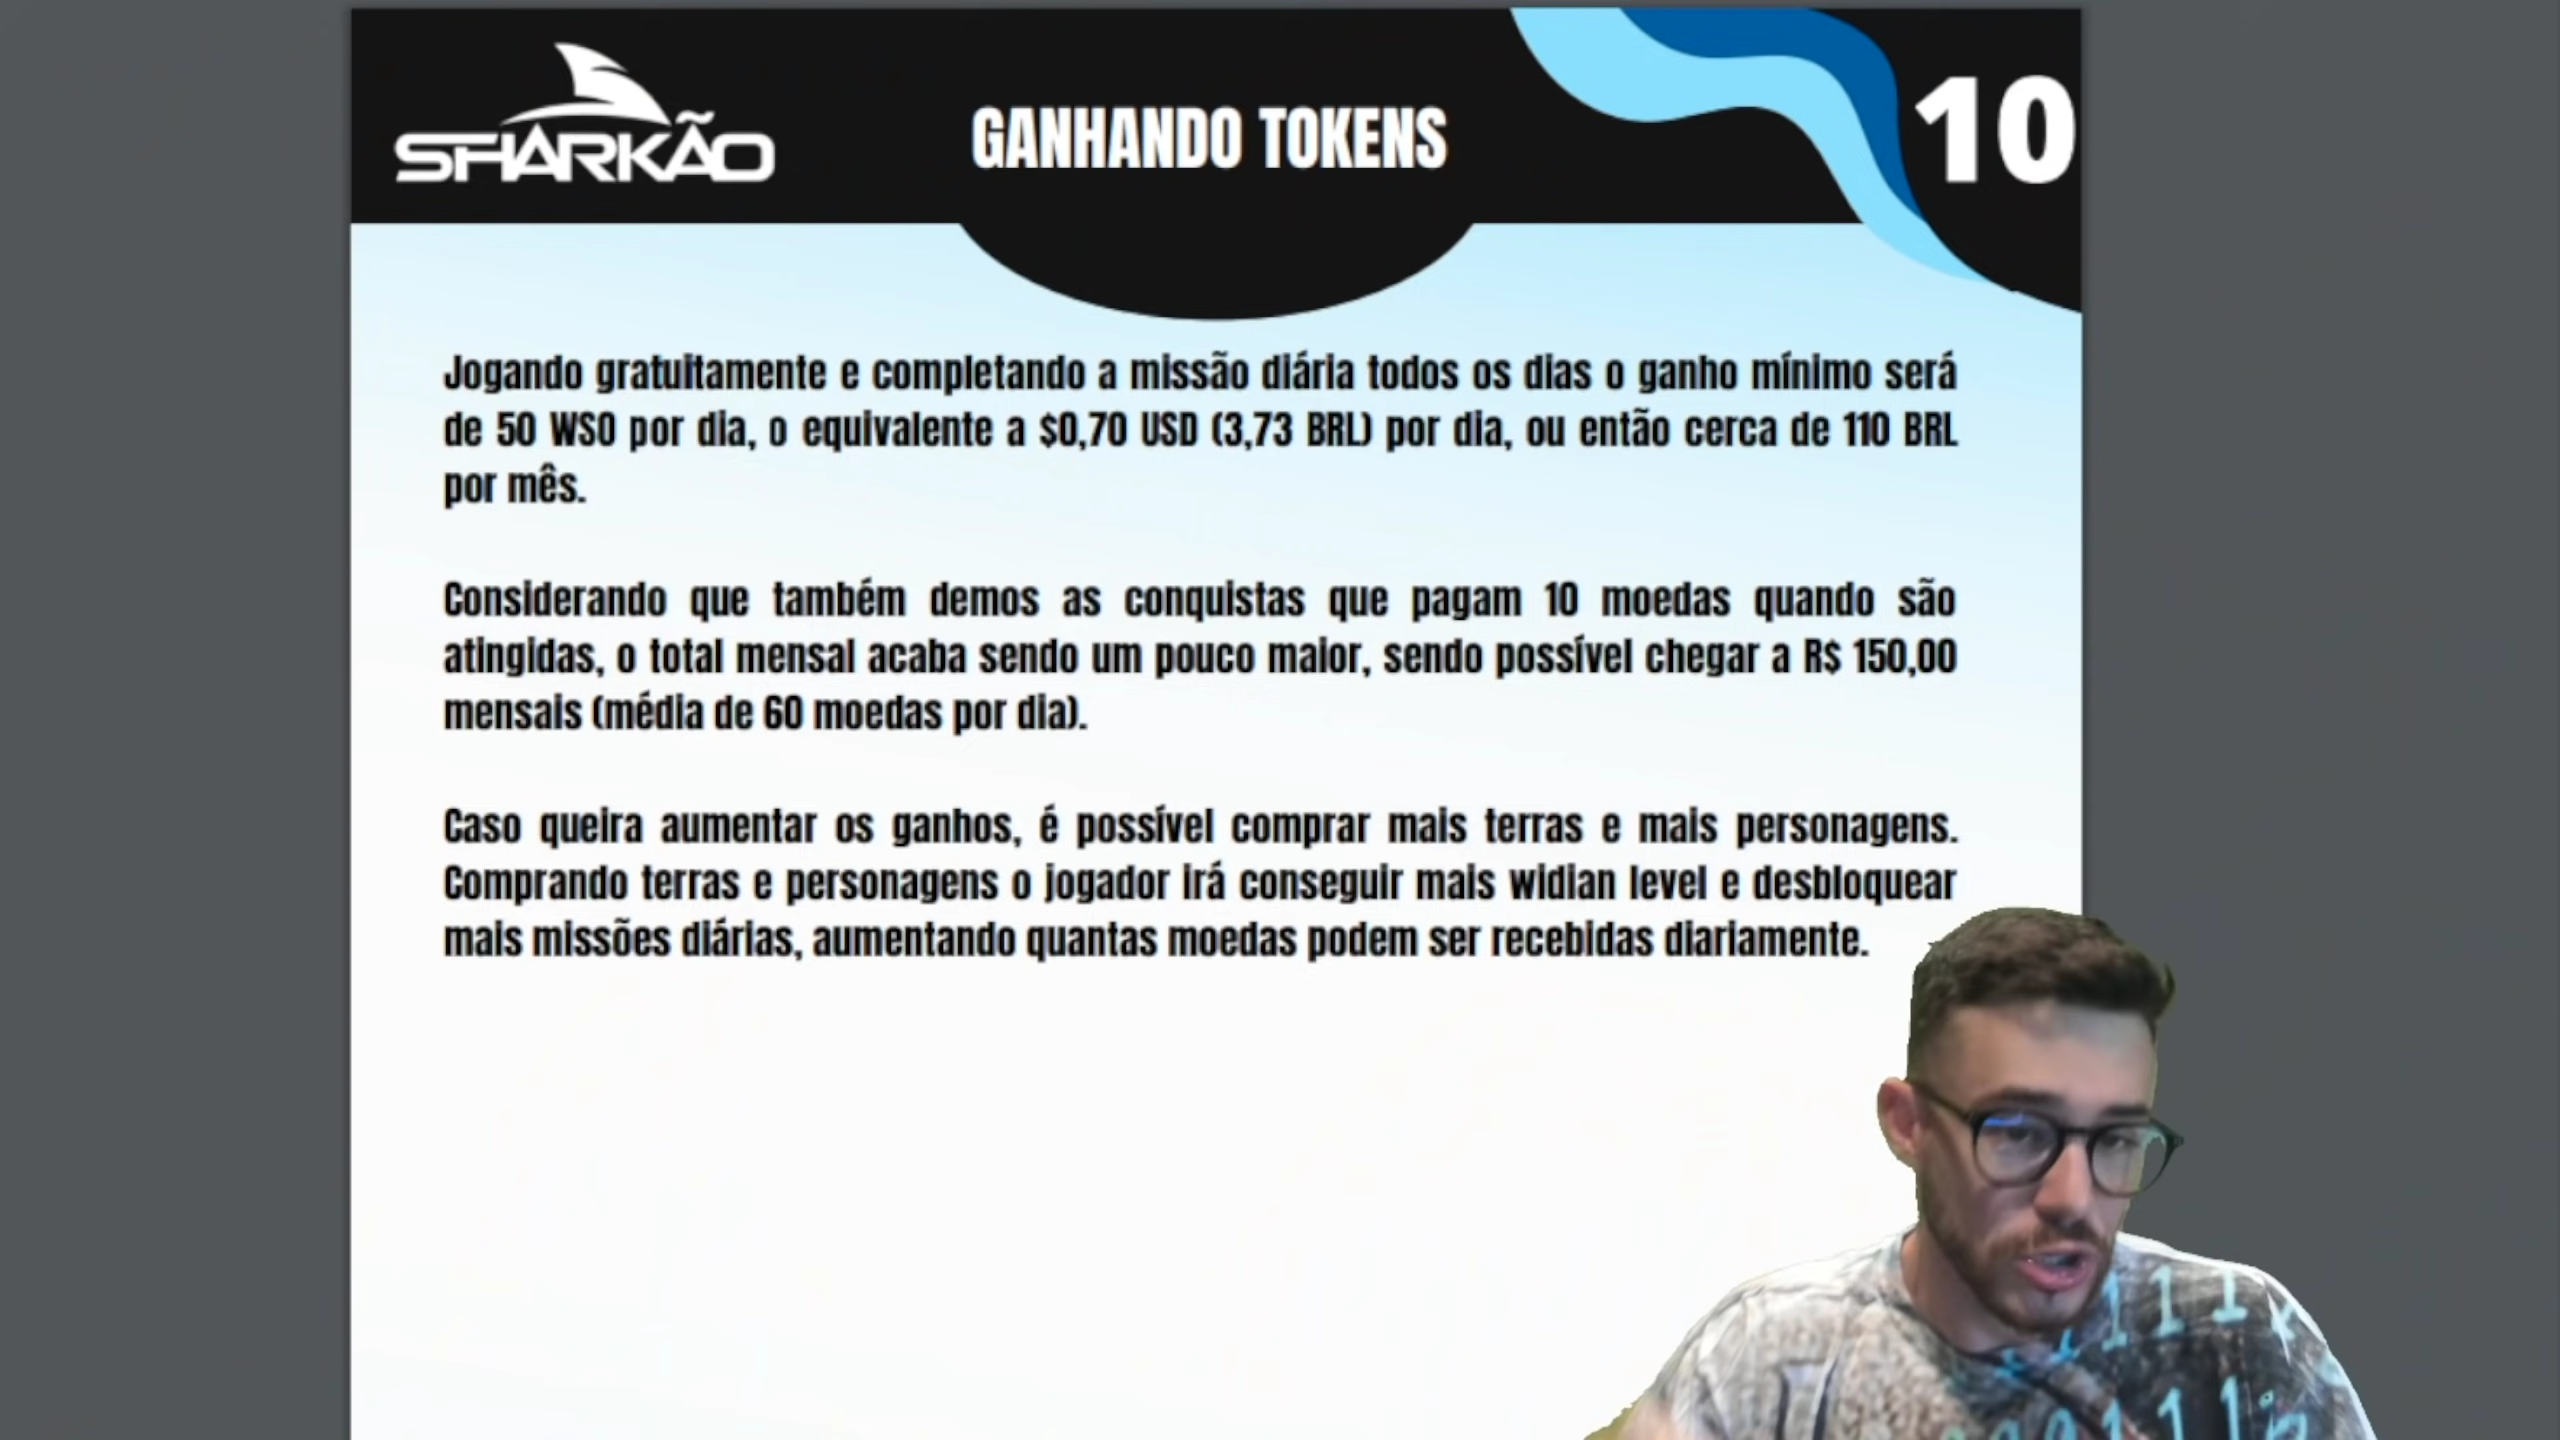 SHARKÃO
GANHANDO TOKENS
10
Jogando gratuitamente e completando a missão diária todos os dias o ganho mínimo será
de 50 WSO por dia, o equivalente a $0,70 USD (3,73 BRL) por dia, ou então cerca de 110 BRL
por mês.
Considerando que também demos as conquistas que pagam 10 moedas quando são
atingidas, o total mensal acaba sendo um pouco maior, sendo possível chegar a R$ 150,00
mensais (média de 60 moedas por dia).
Caso queira aumentar os ganhos, é possível comprar mais terras e mais personagens.
Comprando terras e personagens o jogador irá conseguir mais widian level e desbloquear
mais missões diárias, aumentando quantas moedas podem ser recebidas diariamente.